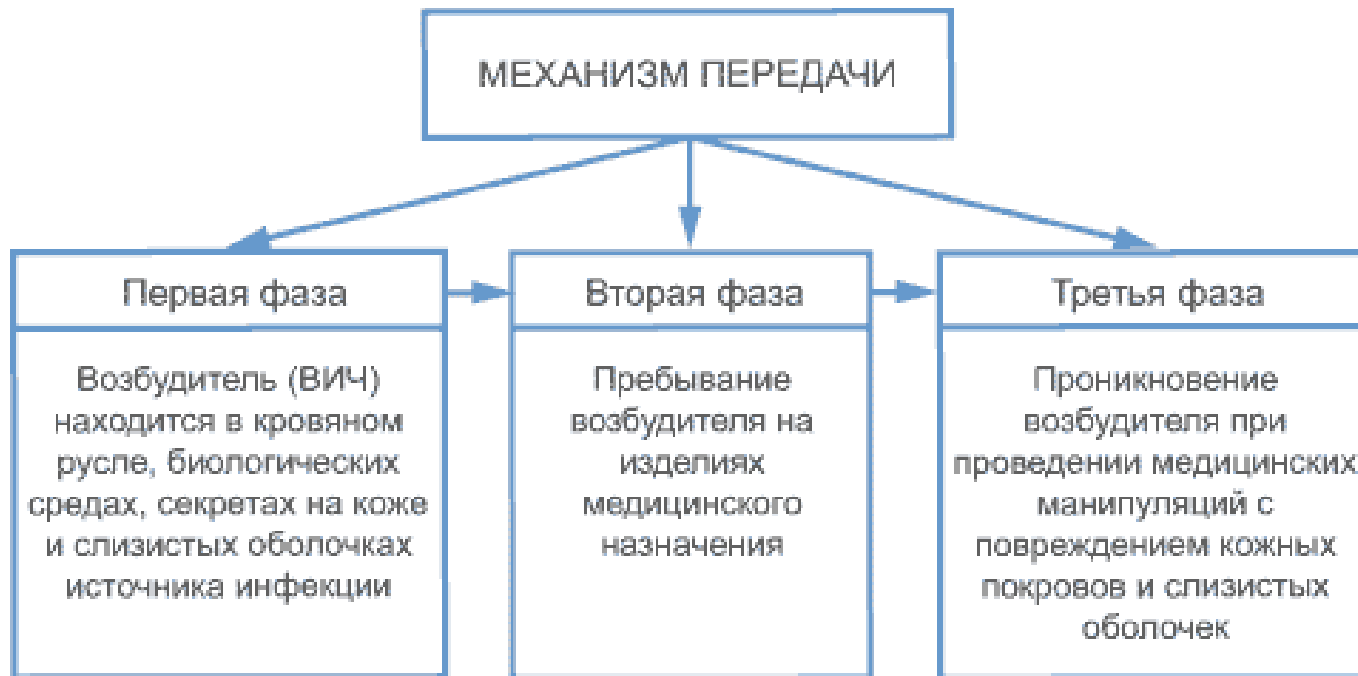 МЕХАНИЗМ ПЕРЕДАЧИ
Первая фаза
Возбудитель (ВИЧ)
находится в кровяном
русле, биологических
средах, секретах на коже
и слизистых оболочках
источника инфекции
Вторая фаза
Пребывание
возбудителя на
изделиях
медицинского
назначения
Третья фаза
Проникновение
возбудителя при
проведении медицинских
манипуляций с
повреждением кожных
покровов и слизистых
оболочек